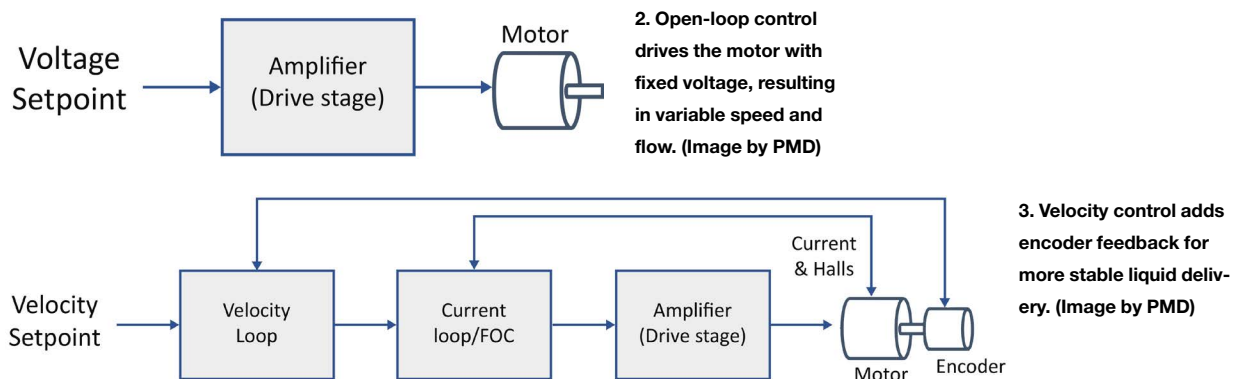 Voltage
Setpoint
Amplifier
(Drive stage)
Motor
2. Open-loop control
drives the motor with
fixed voltage, resulting
in variable speed and
flow. (Image by PMD)
Velocity
Setpoint
Velocity
Loop
Current
loop/FOC
Amplifier
(Drive stage)
Current
& Halls
Motor
Encoder
3. Velocity control adds
encoder feedback for
more stable liquid deliv-
ery. (Image by PMD)